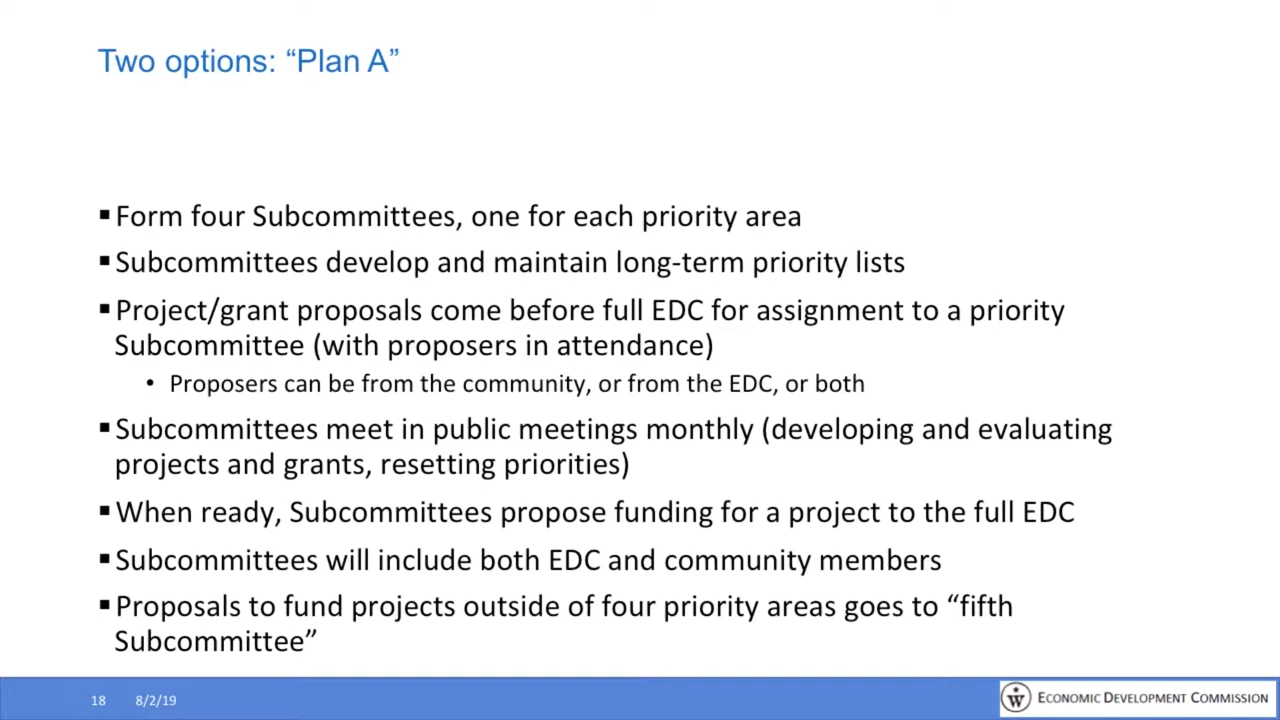 Two options: “Plan A”
▪Form four Subcommittees, one for each priority area
▪Subcommittees develop and maintain long-term priority lists
▪Project/grant proposals come before full EDC for assignment to a priority
Subcommittee (with proposers in attendance)
• Proposers can be from the community, or from the EDC, or both
▪Subcommittees meet in public meetings monthly (developing and evaluating
projects and grants, resetting priorities)
▪When ready, Subcommittees propose funding for a project to the full EDC
▪Subcommittees will include both EDC and community members
▪Proposals to fund projects outside of four priority areas goes to “fifth
Subcommittee”
18 8/2/19
W ECONOMIC DEVELOPMENT COMMISSION